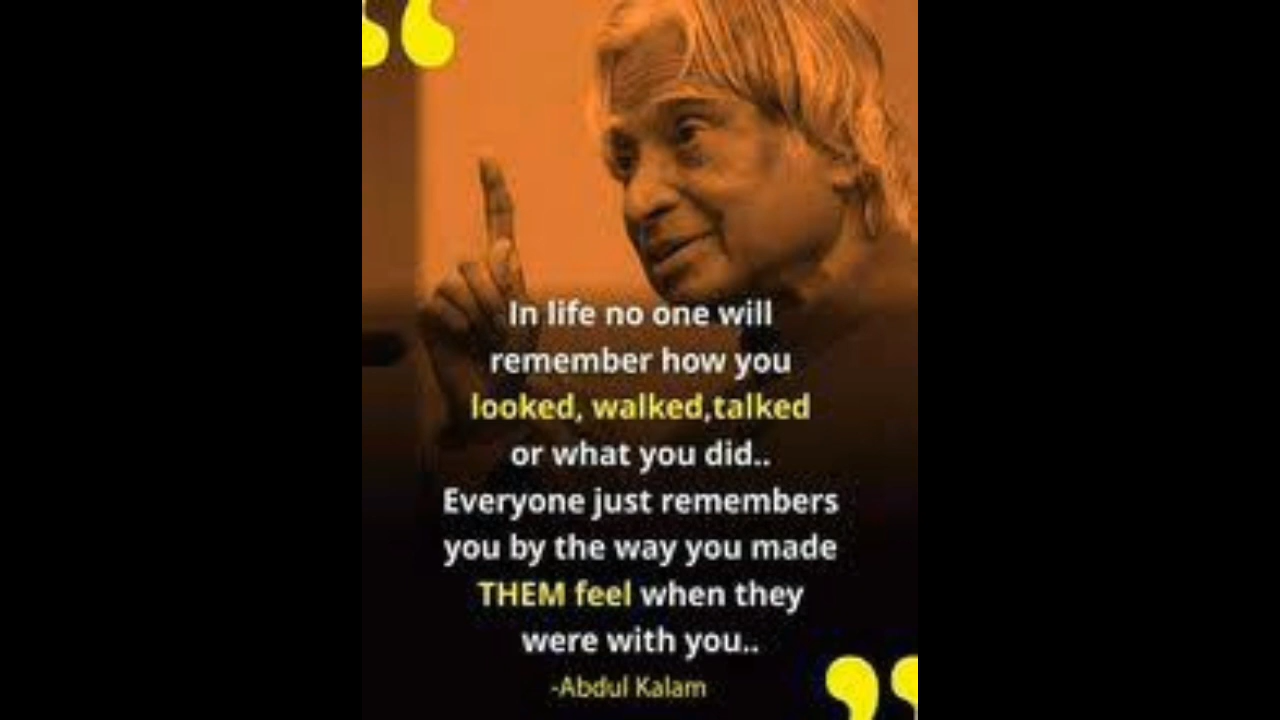 In life no one will
remember how you
looked, walked,talked
or what you did..
Everyone just remembers
you by the way you made
THEM feel when they
were with you..
-Abdul Kalam